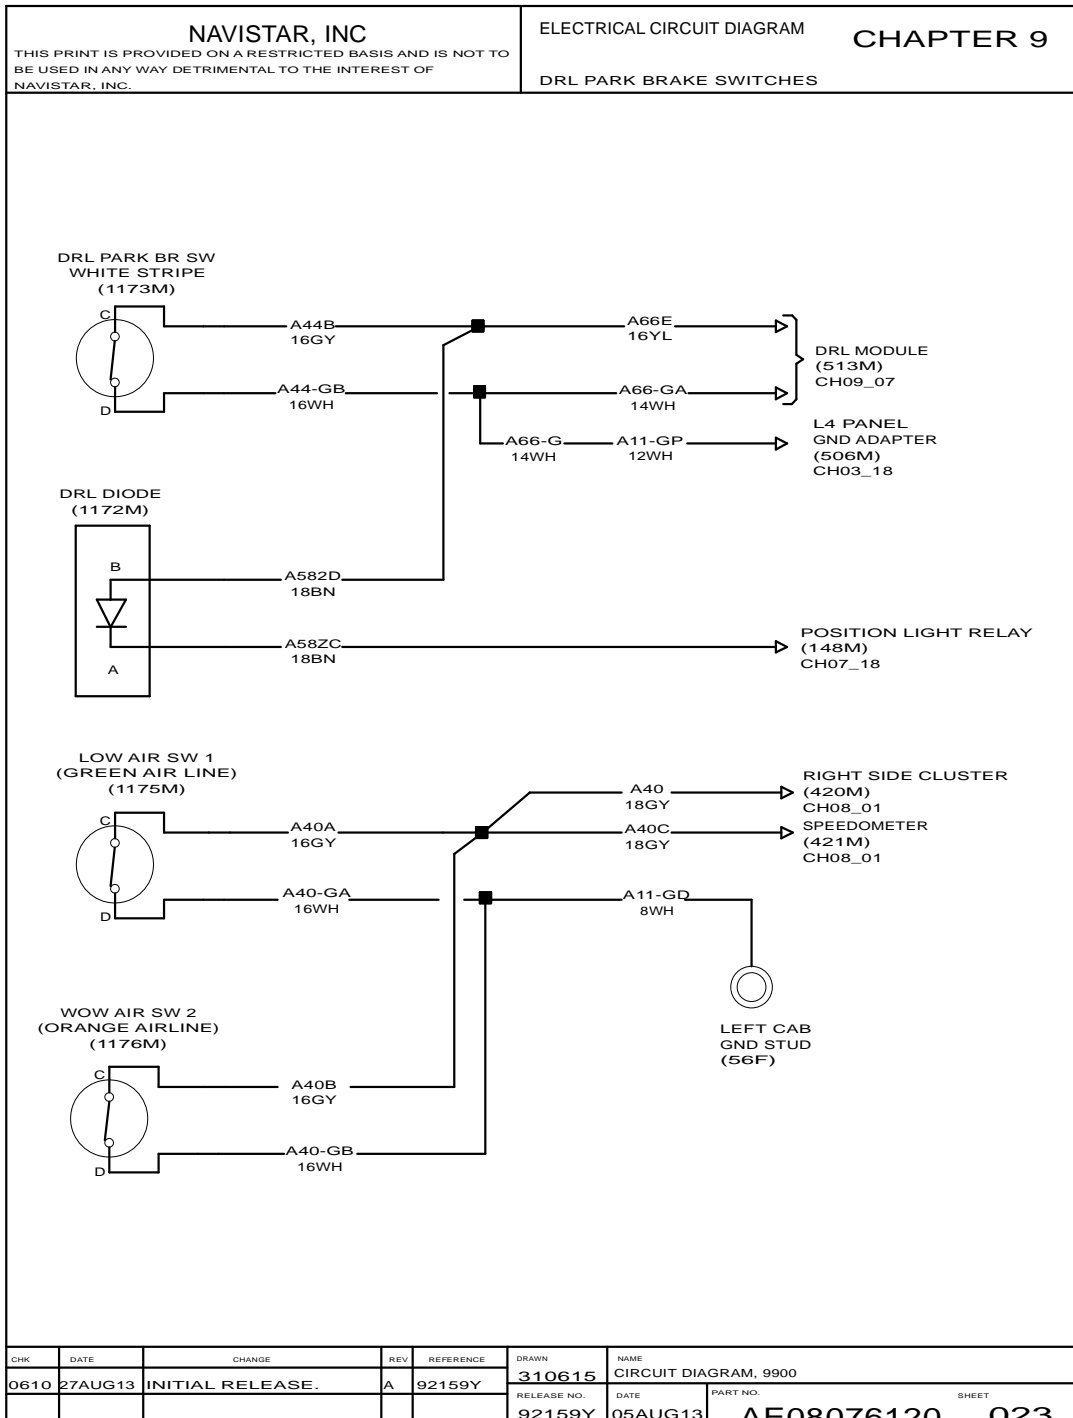 NAVISTAR, INC
THIS PRINT IS PROVIDED ON A RESTRICTED BASIS AND IS NOT TO
BE USED IN ANY WAY DETRIMENTAL TO THE INTEREST OF
NAVISTAR, INC.
ELECTRICAL CIRCUIT DIAGRAM
CHAPTER 9
DRL PARK BRAKE SWITCHES
DRL PARK BR SW
WHITE STRIPE
(1173M)
C
D
A44B
16GY
A66E
16YL
A44-GB
16WH
A66-GA
14WH
DRL MODULE
(513M)
CH09_07
A66-G
14WH
A11-GP
12WH
L4 PANEL
GND ADAPTER
(506M)
CH03_18
DRL DIODE
(1172M)
B
A
A582D
18BN
A58ZC
18BN
POSITION LIGHT RELAY
(148M)
CH07_18
LOW AIR SW 1
(GREEN AIR LINE)
(1175M)
C
D
A40
18GY
RIGHT SIDE CLUSTER
(420M)
CH08_01
A40A
16GY
A40C
18GY
SPEEDOMETER
(421M)
CH08_01
A40-GA
16WH
A11-GD
8WH
LEFT CAB
GND STUD
(56F)
WOW AIR SW 2
(ORANGE AIRLINE)
(1176M)
C
D
A40B
16GY
A40-GB
16WH
CHK DATE CHANGE REV REFERENCE
0610 27AUG13 INITIAL RELEASE. A 92159Y
DRAWN
310615
NAME
CIRCUIT DIAGRAM, 9900
RELEASE NO.
92159Y
DATE
05AUG13
PART NO.
AE08076120
SHEET
023